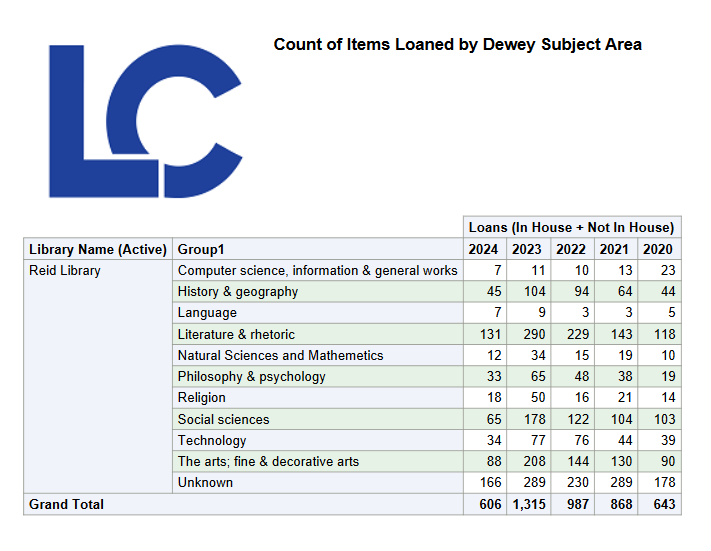 LC
Count of Items Loaned by Dewey Subject Area
Loans (In House + Not In House)
Library Name (Active) Group1 2024 2023 2022 2021 2020
Reid Library Computer science, information & general works 7 11 10 13 23
History & geography 45 104 94 64 44
Language 7 9 3 3 5
Literature & rhetoric 131 290 229 143 118
Natural Sciences and Mathemetics 12 34 15 19 10
Philosophy & psychology 33 65 48 38 19
Religion 18 50 16 21 14
Social sciences 65 178 122 104 103
Technology 34 77 76 44 39
The arts; fine & decorative arts 88 208 144 130 90
Unknown 166 289 230 289 178
Grand Total 606 1,315 987 868 643